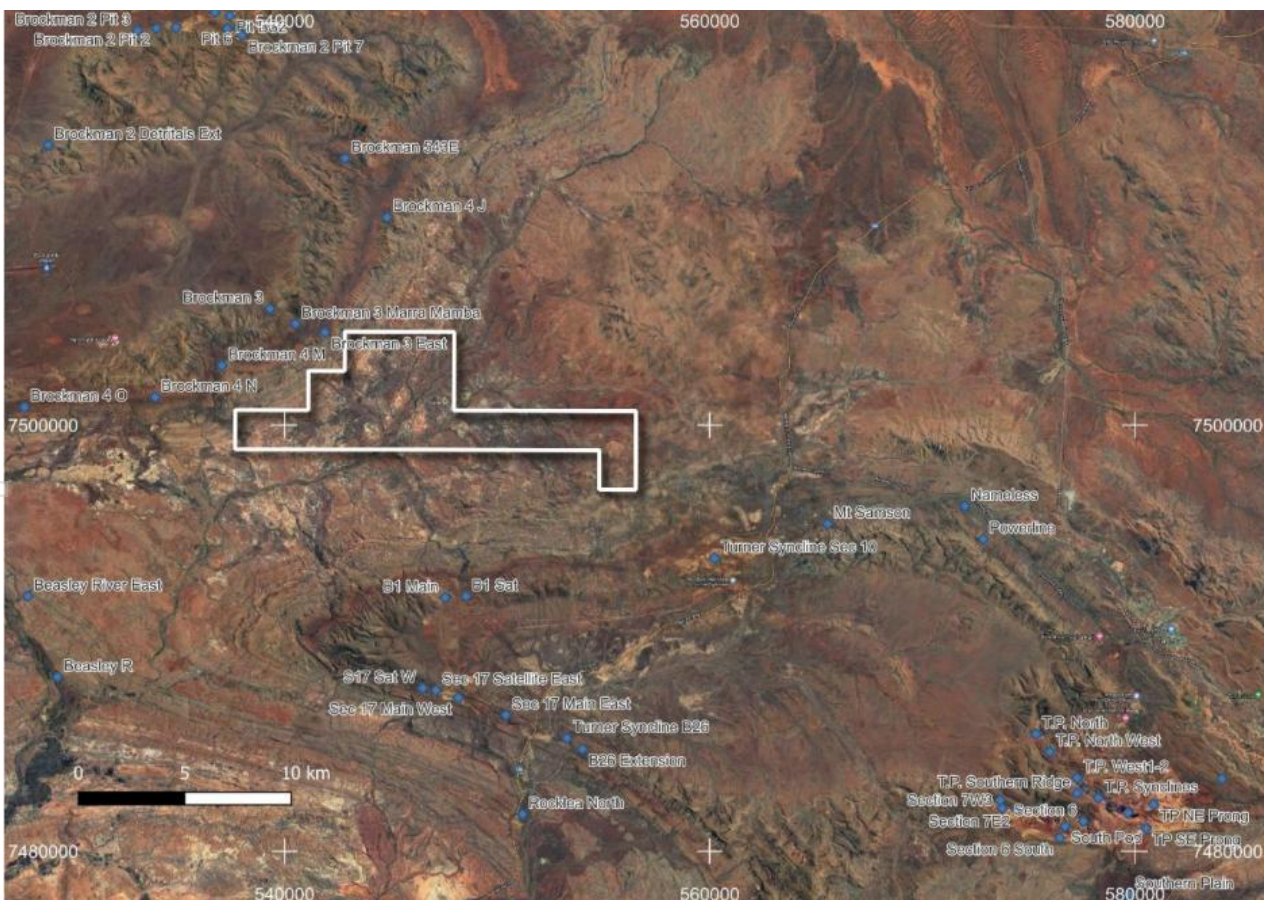 540000
560000
580000
Brockman 2 Pit 3
Brockman 2 Pit 2
Pit 6
Brockman 2 Pit 7
Brockman 2 Detritals Ext
Brockman 543E
Brockman 4 J
Brockman 3
Brockman 3 Marra Mamba
Brockman 3 East
Brockman 4 M
Brockman 4 N
Brockman 4 O
7500000
7500000
Nameless
Mt Samson
Powerline
Turner Syncline Sec 10
B1 Main
B1 Sat
Beasley River East
Beasley R
S17 Sat W
Sec 17 Satellite East
Sec 17 Main West
Sec 17 Main East
Turner Syncline B26
B26 Extension
T.P. North
T.P. North West
T.P. West1-2
T.P. Southern Ridge
T.P. Synclines
Section 7W3
Section 6
TP NE Prong
Section 7E2
South Pod
TP SE Prong
Section 6 South
Rocklea North
0
5
10 km
7480000
7480000
Southern Plain
540000
560000
580000